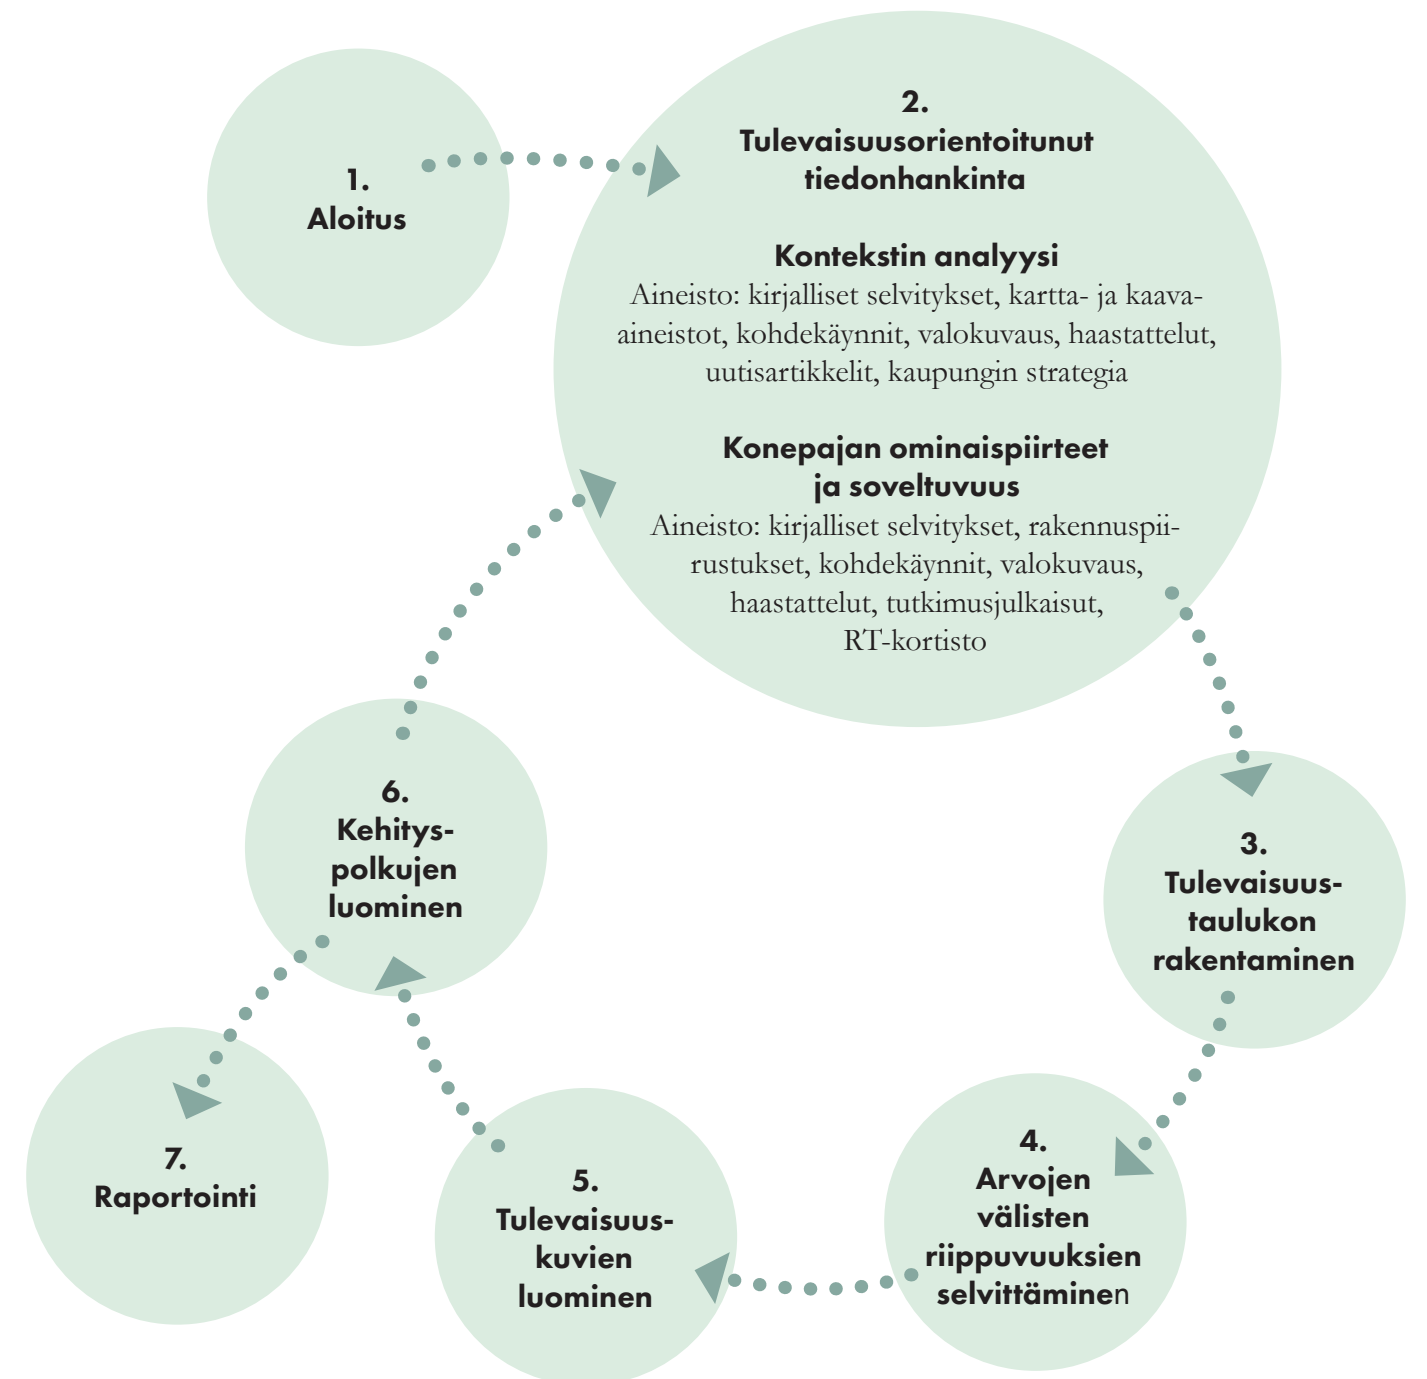 1.
Aloitus
2.
Tulevaisuusorientoitunut
tiedonhankinta
Kontekstin analyysi
Aineisto: kirjalliset selvitykset, kartta- ja kaava-
aineistot, kohdekäynnit, valokuvaus, haastattelut,
uutisartikkelit, kaupungin strategia
Konepajan ominaispiirteet
ja soveltuvuus
Aineisto: kirjalliset selvitykset, rakennuspii-
rustukset, kohdekäynnit, valokuvaus,
haastattelut, tutkimusjulkaisut,
RT-kortisto
3.
Tulevaisuus-
taulukon
rakentaminen
4.
Arvojen
välisten
riippuvuuksien
selvittäminen
5.
Tulevaisuus-
kuvien
luominen
6.
Kehitys-
polkujen
luominen
7.
Raportointi